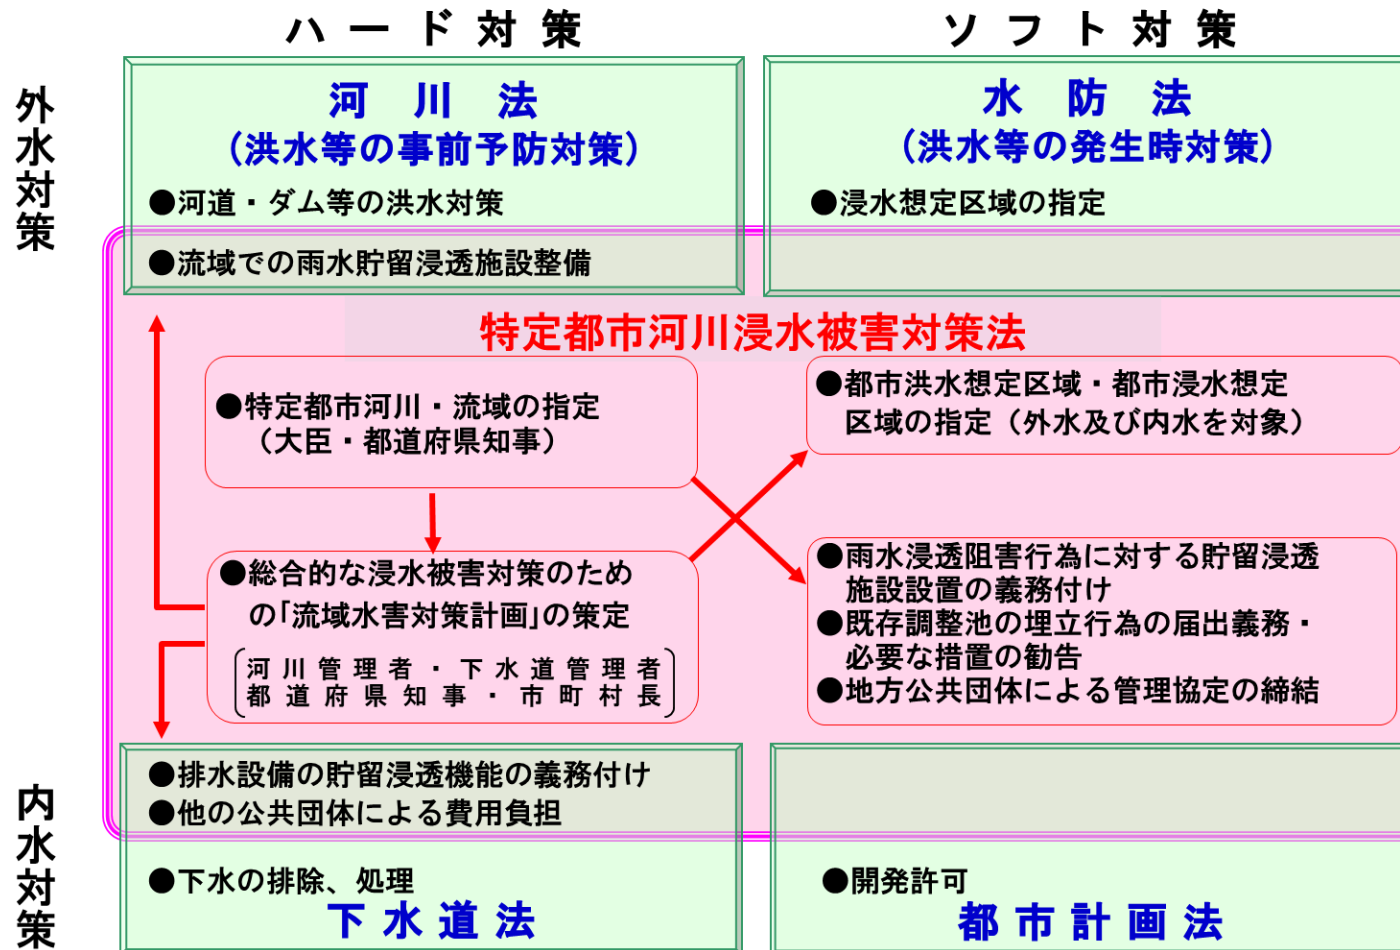 ハード対策
ソフト対策
外水対策
河川法
（洪水等の事前予防対策）
●河道・ダム等の洪水対策
●流域での雨水貯留浸透施設整備
水防法
（洪水等の発生時対策）
●浸水想定区域の指定
特定都市河川浸水被害対策法
●特定都市河川・流域の指定
（大臣・都道府県知事）
●総合的な浸水被害対策のため
の「流域水害対策計画」の策定
河川管理者・下水道管理者
都道府県知事・市町村長
●都市洪水想定区域・都市浸水想定
区域の指定（外水及び内水を対象）
●雨水浸透阻害行為に対する貯留浸透
施設設置の義務付け
●既存調整池の埋立行為の届出義務・
必要な措置の勧告
●地方公共団体による管理協定の締結
内水対策
●排水設備の貯留浸透機能の義務付け
●他の公共団体による費用負担
●下水の排除、処理
下水道法
●開発許可
都市計画法